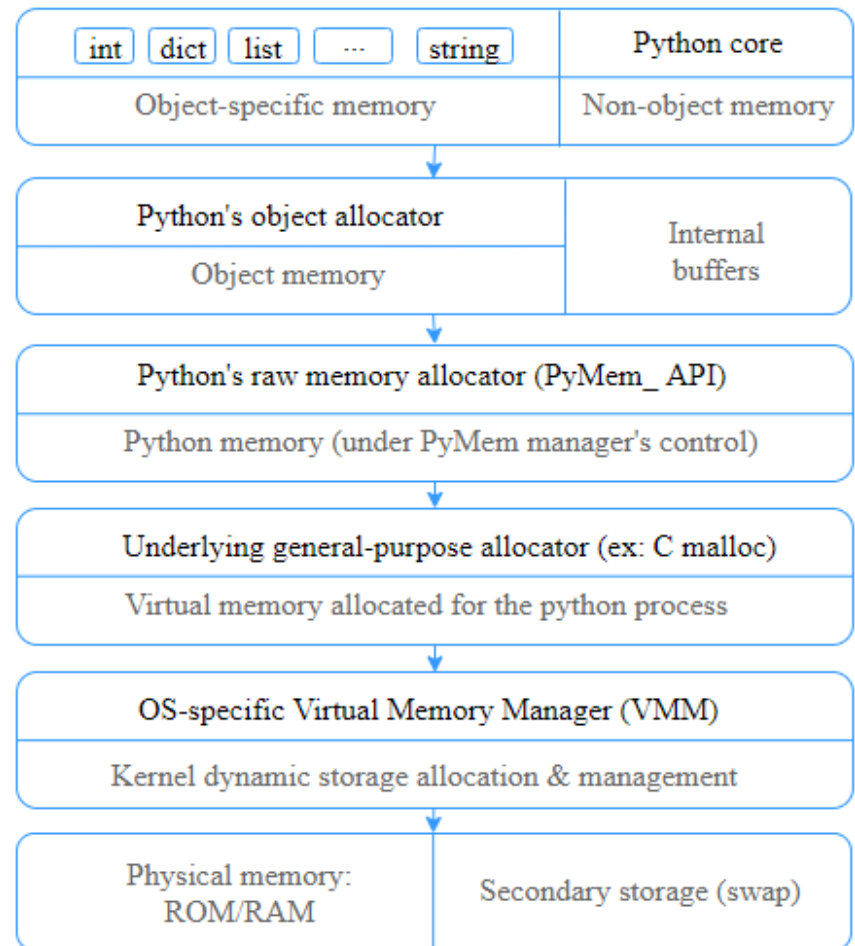 int dict list ... string
Python core
Object-specific memory
Non-object memory
Python's object allocator
Object memory
Internal
buffers
Python's raw memory allocator (PyMem_ API)
Python memory (under PyMem manager's control)
Underlying general-purpose allocator (ex: C malloc)
Virtual memory allocated for the python process
OS-specific Virtual Memory Manager (VMM)
Kernel dynamic storage allocation & management
Physical memory:
ROM/RAM
Secondary storage (swap)